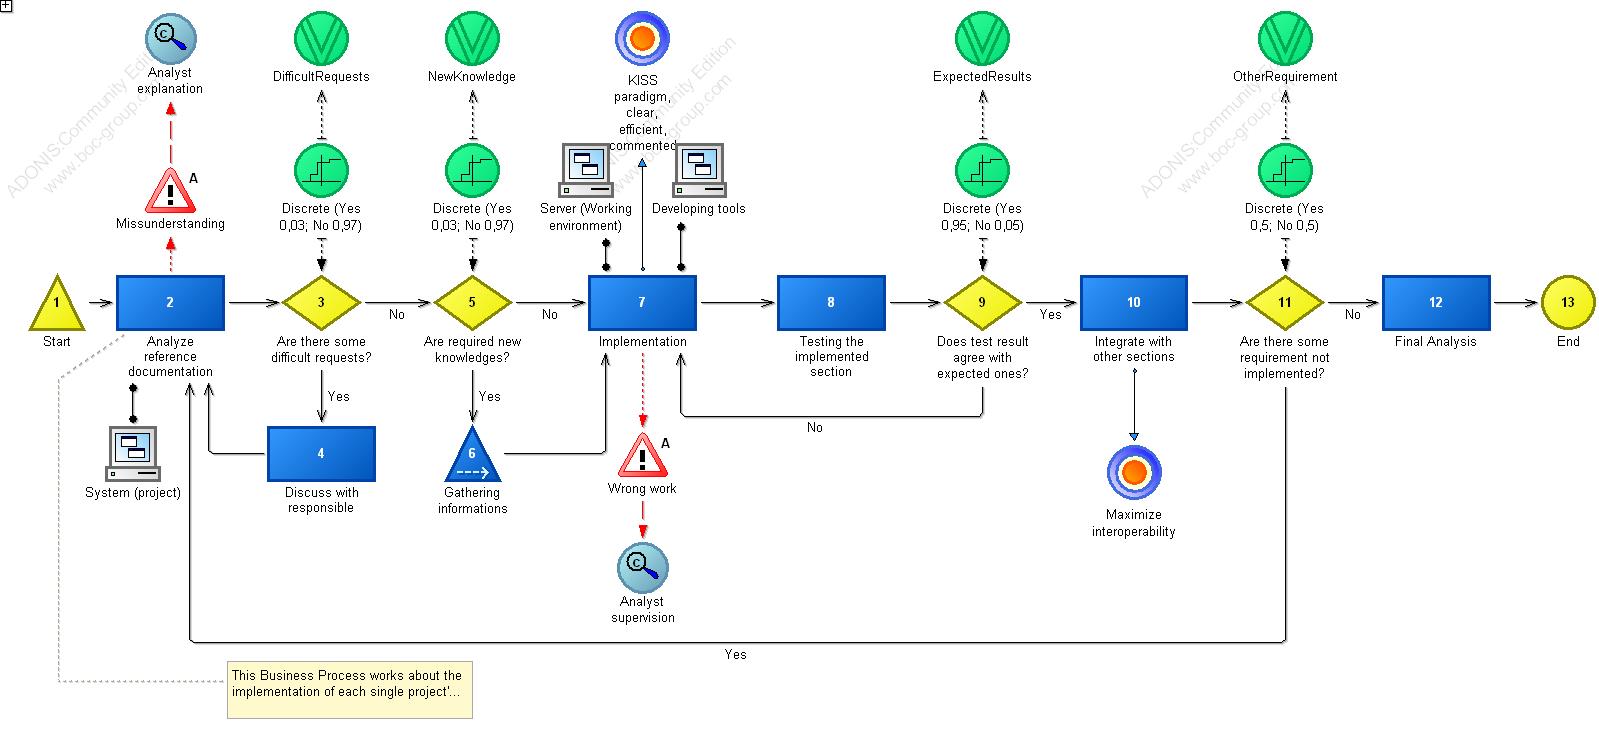 Analyst
explanation
DifficultRequests
NewKnowledge
KISS
paradigm,
clear,
efficient,
commented
ExpectedResults
OtherRequirement
ADONIS:Community Edition
www.boc-group.com
ADONIS:Community Edition
www.boc-group.com
ADONIS:Community Edition
www.boc-group.com
A
Missunderstanding
Discrete (Yes
0,03; No 0,97)
Discrete (Yes
0,03; No 0,97)
Server (Working
environment)
Developing tools
Discrete (Yes
0,95; No 0,05)
Discrete (Yes
0,5; No 0,5)
1
Start
2
Analyze
reference
documentation
3
Are there some
difficult requests?
No
5
Are required new
knowledges?
No
7
Implementation
8
Testing the
implemented
section
9
Does test result
agree with
expected ones?
Yes
10
Integrate with
other sections
11
Are there some
requirement not
implemented?
No
12
Final Analysis
13
End
Yes
Yes
No
System (project)
4
Discuss with
responsible
6
Gathering
informations
A
Wrong work
Maximize
interoperability
Analyst
supervision
Yes
This Business Process works about the
implementation of each single project'...